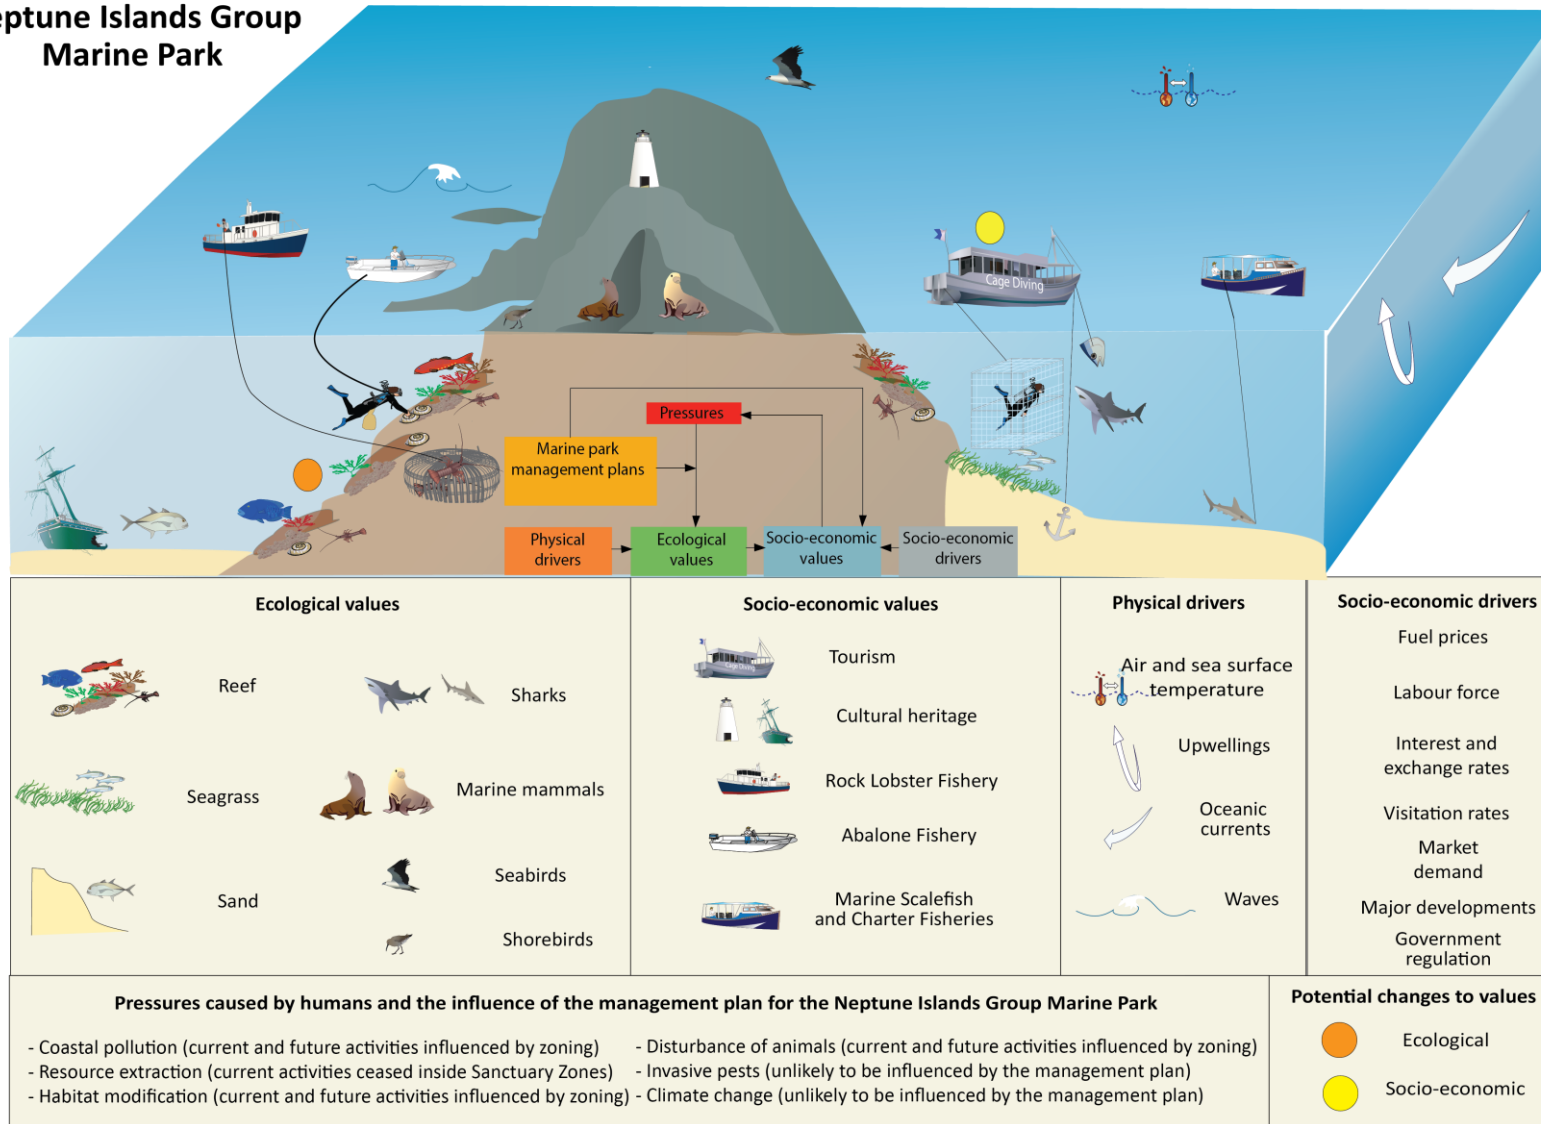 eptune Islands Group
Marine Park
Cage Diving
Pressures
Marine park
management plans
Physical
drivers
Ecological
values
Socio-economic
values
Socio-economic
drivers
Ecological values
Reef
Sharks
Seagrass
Marine mammals
Sand
Seabirds
Shorebirds
Socio-economic values
Cage Diving
Tourism
Cultural heritage
Rock Lobster Fishery
Abalone Fishery
Marine Scalefish
and Charter Fisheries
Physical drivers
Air and sea surface
temperature
Upwellings
Oceanic
currents
Waves
Socio-economic drivers
Fuel prices
Labour force
Interest and
exchange rates
Visitation rates
Market
demand
Major developments
Government
regulation
Pressures caused by humans and the influence of the management plan for the Neptune Islands Group Marine Park
- Coastal pollution (current and future activities influenced by zoning)
- Resource extraction (current activities ceased inside Sanctuary Zones)
- Habitat modification (current and future activities influenced by zoning)
- Disturbance of animals (current and future activities influenced by zoning)
- Invasive pests (unlikely to be influenced by the management plan)
- Climate change (unlikely to be influenced by the management plan)
Potential changes to values
Ecological
Socio-economic